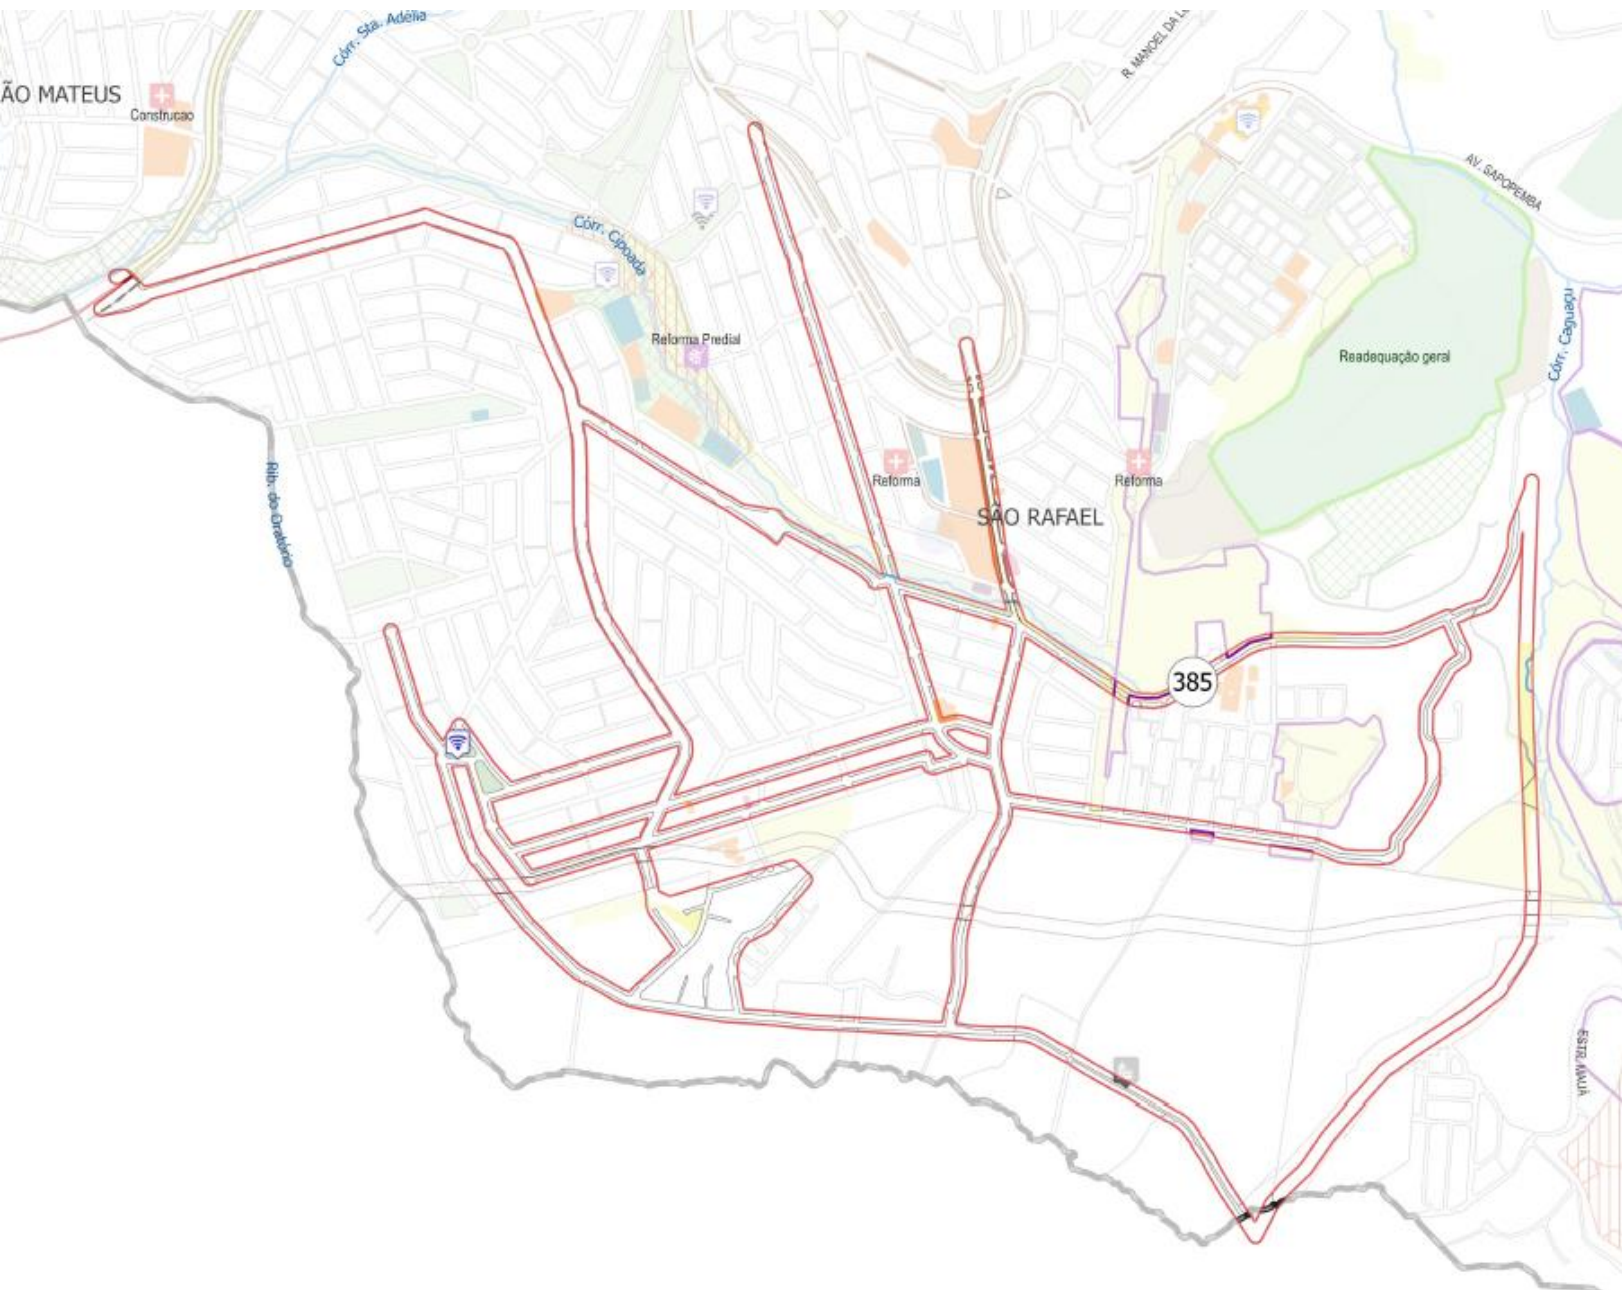 Córr. Sta. Adélia
R. MANOEL DA
ÃO MATEUS
Construcao
AV. SAPOPEMBA
Córr. Cipoada
Reforma Predial
Readequação geral
Córr. Caguaçu
Reforma
Reforma
SÃO RAFAEL
Rib. do Oratório
385
ESTR. MAUÁ